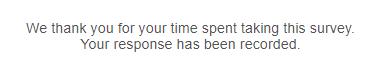 We thank you for your time spent taking this survey.
Your response has been recorded.